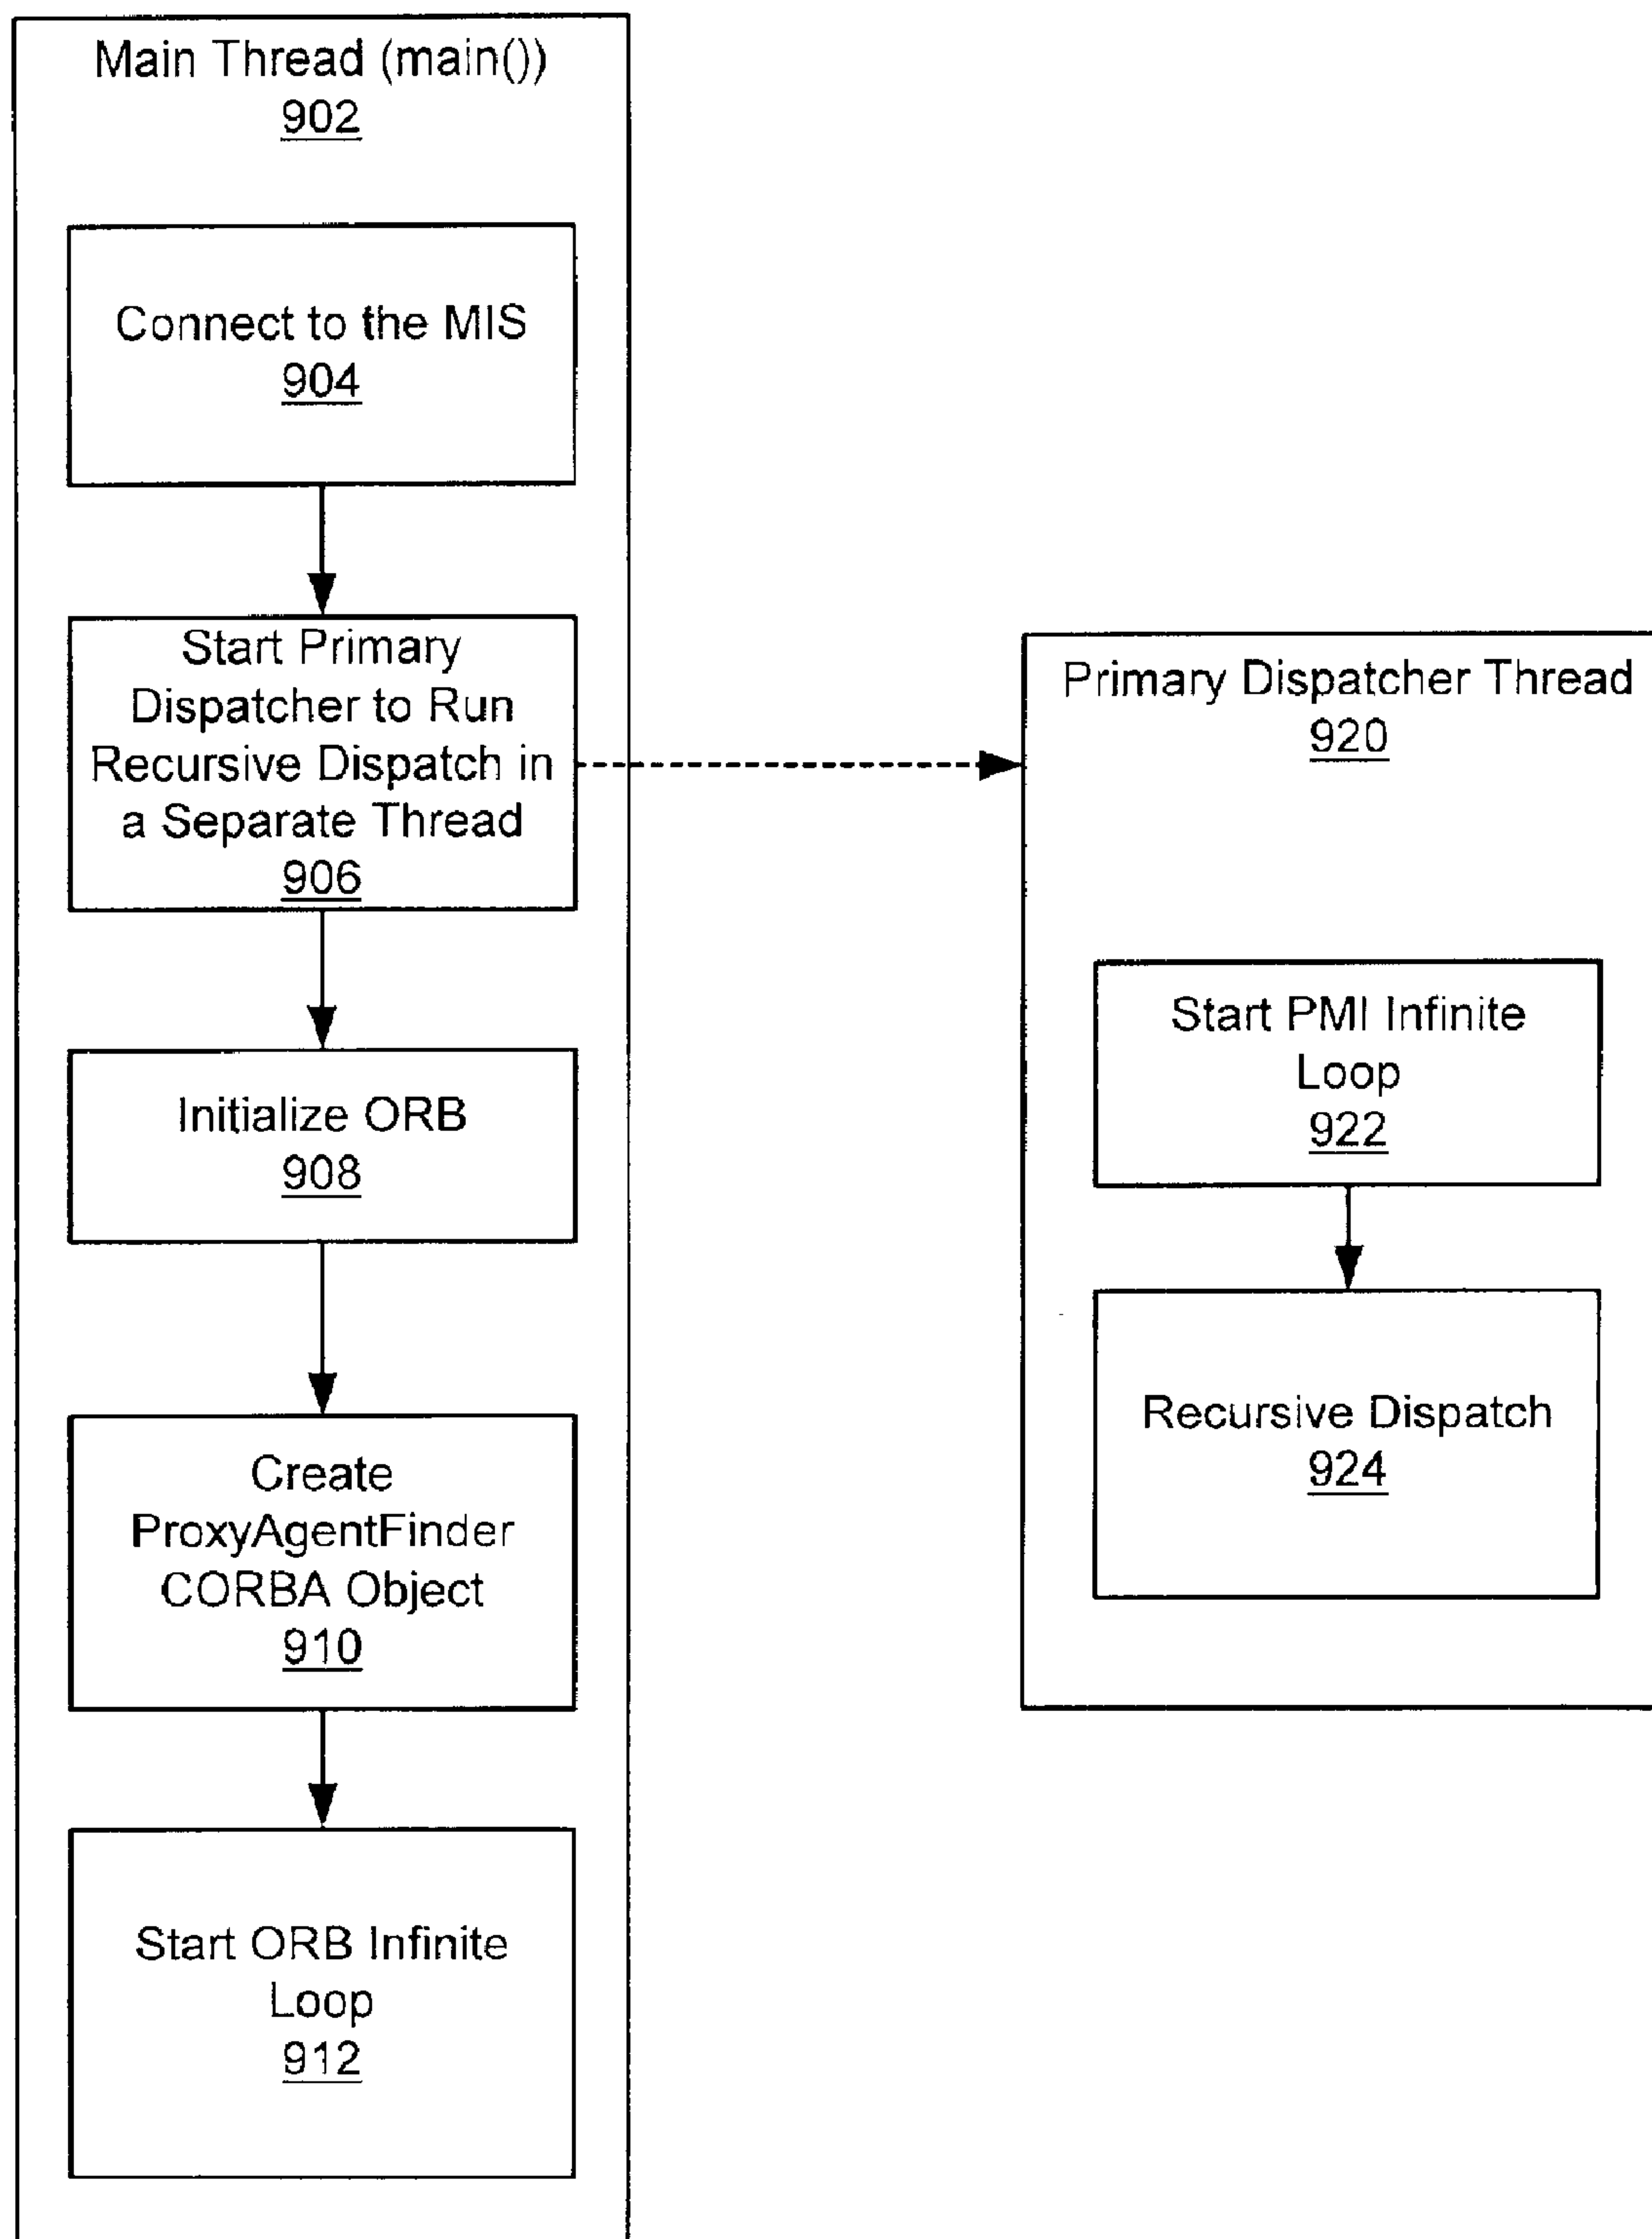 Main Thread (main())
902
Connect to the MIS
904
Start Primary
Dispatcher to Run
Recursive Dispatch in
a Separate Thread
906
Initialize ORB
908
Create
ProxyAgentFinder
CORBA Object
910
Start ORB Infinite
Loop
912
Primary Dispatcher Thread
920
Start PMI Infinite
Loop
922
Recursive Dispatch
924